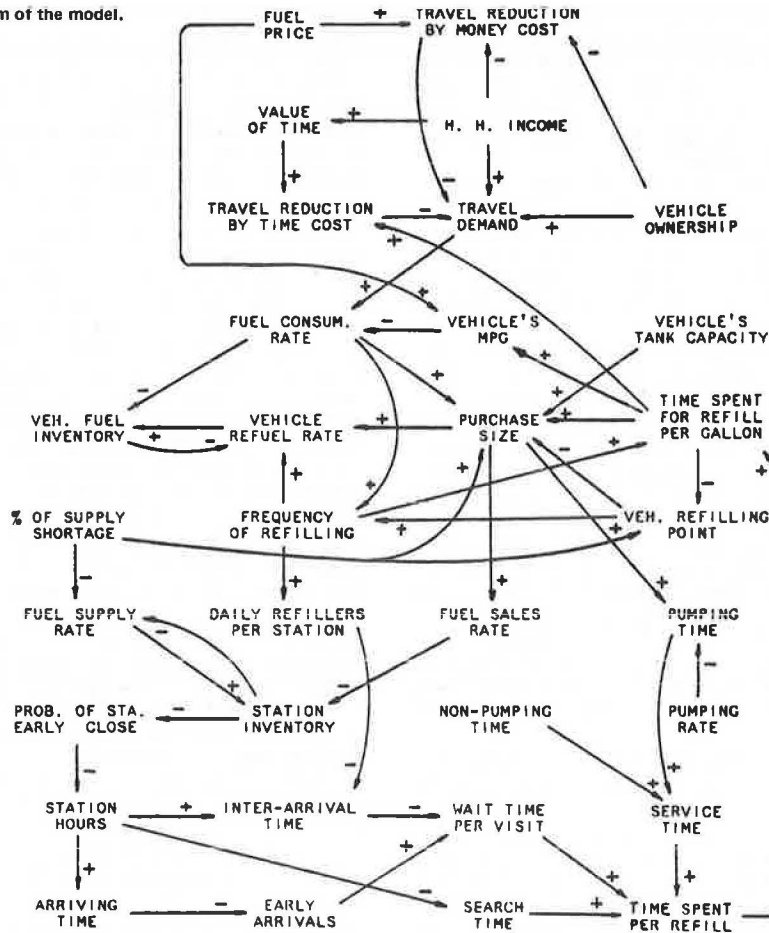 m of the model.
FUEL
PRICE
+
TRAVEL REDUCTION
BY MONEY COST
−
−
VALUE
OF TIME
+
H. H. INCOME
+
+
−
TRAVEL REDUCTION
BY TIME COST
−
TRAVEL
DEMAND
+
VEHICLE
OWNERSHIP
+
+
+
FUEL CONSUM.
RATE
−
VEHICLE'S
MPG
VEHICLE'S
TANK CAPACITY
+
−
+
+
VEH. FUEL
INVENTORY
+
−
VEHICLE
REFUEL RATE
+
PURCHASE
SIZE
+
TIME SPENT
FOR REFILL
PER GALLON
−
+
+
+
+
−
+
% OF SUPPLY
SHORTAGE
FREQUENCY
OF REFILLING
+
+
VEH. REFILLING
POINT
−
+
+
+
FUEL SUPPLY
RATE
DAILY REFILLERS
PER STATION
FUEL SALES
RATE
PUMPING
TIME
−
+
−
−
PROB. OF STA.
EARLY CLOSE
−
STATION
INVENTORY
NON-PUMPING
TIME
PUMPING
RATE
−
−
+
+
STATION
HOURS
+
INTER-ARRIVAL
TIME
−
WAIT TIME
PER VISIT
SERVICE
TIME
+
+
−
+
+
ARRIVING
TIME
−
EARLY
ARRIVALS
SEARCH
TIME
+
TIME SPENT
PER REFILL